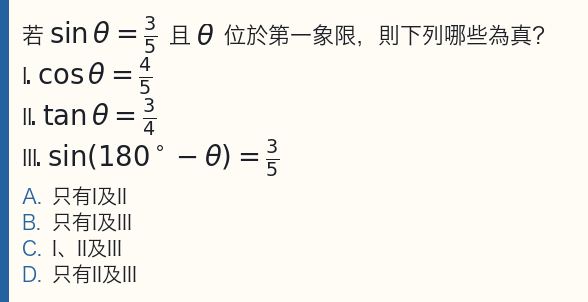 若 sin θ = 3/5 且 θ 位於第一象限，則下列哪些為真？
I. cos θ = 4/5
II. tan θ = 3/4
III. sin(180° − θ) = 3/5
A. 只有I及II
B. 只有I及III
C. I、II及III
D. 只有II及III